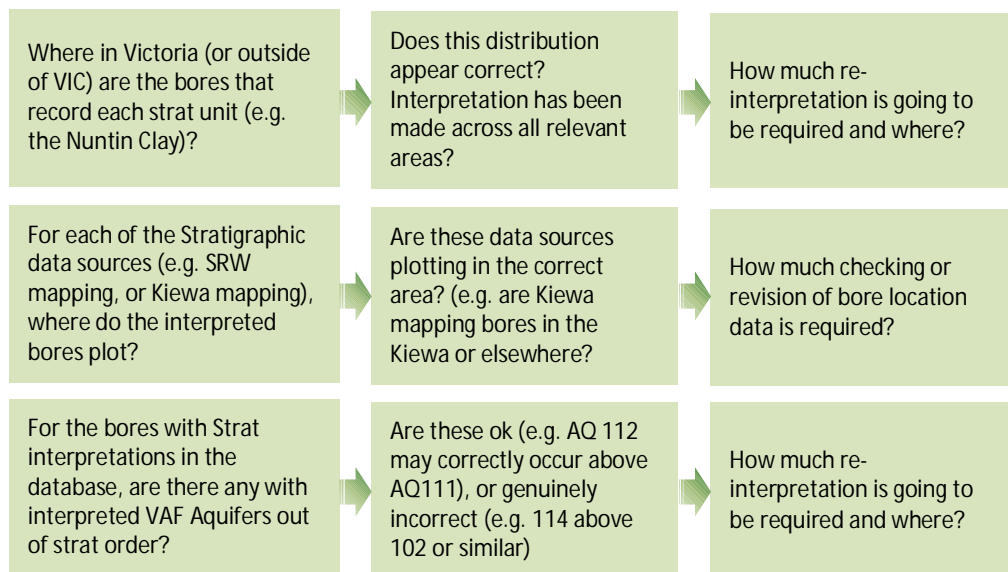 Where in Victoria (or outside
of VIC) are the bores that
record each strat unit (e.g.
the Nuntin Clay)?
Does this distribution
appear correct?
Interpretation has been
made across all relevant
areas?
How much re-
interpretation is going to
be required and where?
For each of the Stratigraphic
data sources (e.g. SRW
mapping, or Kiewa mapping),
where do the interpreted
bores plot?
Are these data sources
plotting in the correct
area? (e.g. are Kiewa
mapping bores in the
Kiewa or elsewhere?
How much checking or
revision of bore location
data is required?
For the bores with Strat
interpretations in the
database, are there any with
interpreted VAF Aquifers out
of strat order?
Are these ok (e.g. AQ 112
may correctly occur above
AQ111), or genuinely
incorrect (e.g. 114 above
102 or similar)
How much re-
interpretation is going to
be required and where?